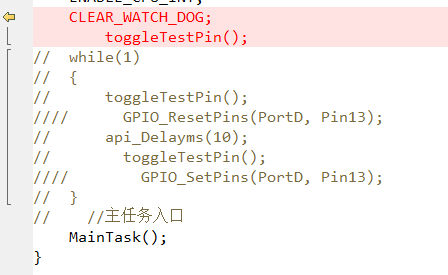 ENABLE_CPU_INT;
CLEAR_WATCH_DOG;
toggleTestPin();
// while(1)
// {
// toggleTestPin();
//// GPIO_ResetPins(PortD, Pin13);
// api_Delayms(10);
// toggleTestPin();
//// GPIO_SetPins(PortD, Pin13);
// }
// //主任务入口
MainTask();
}